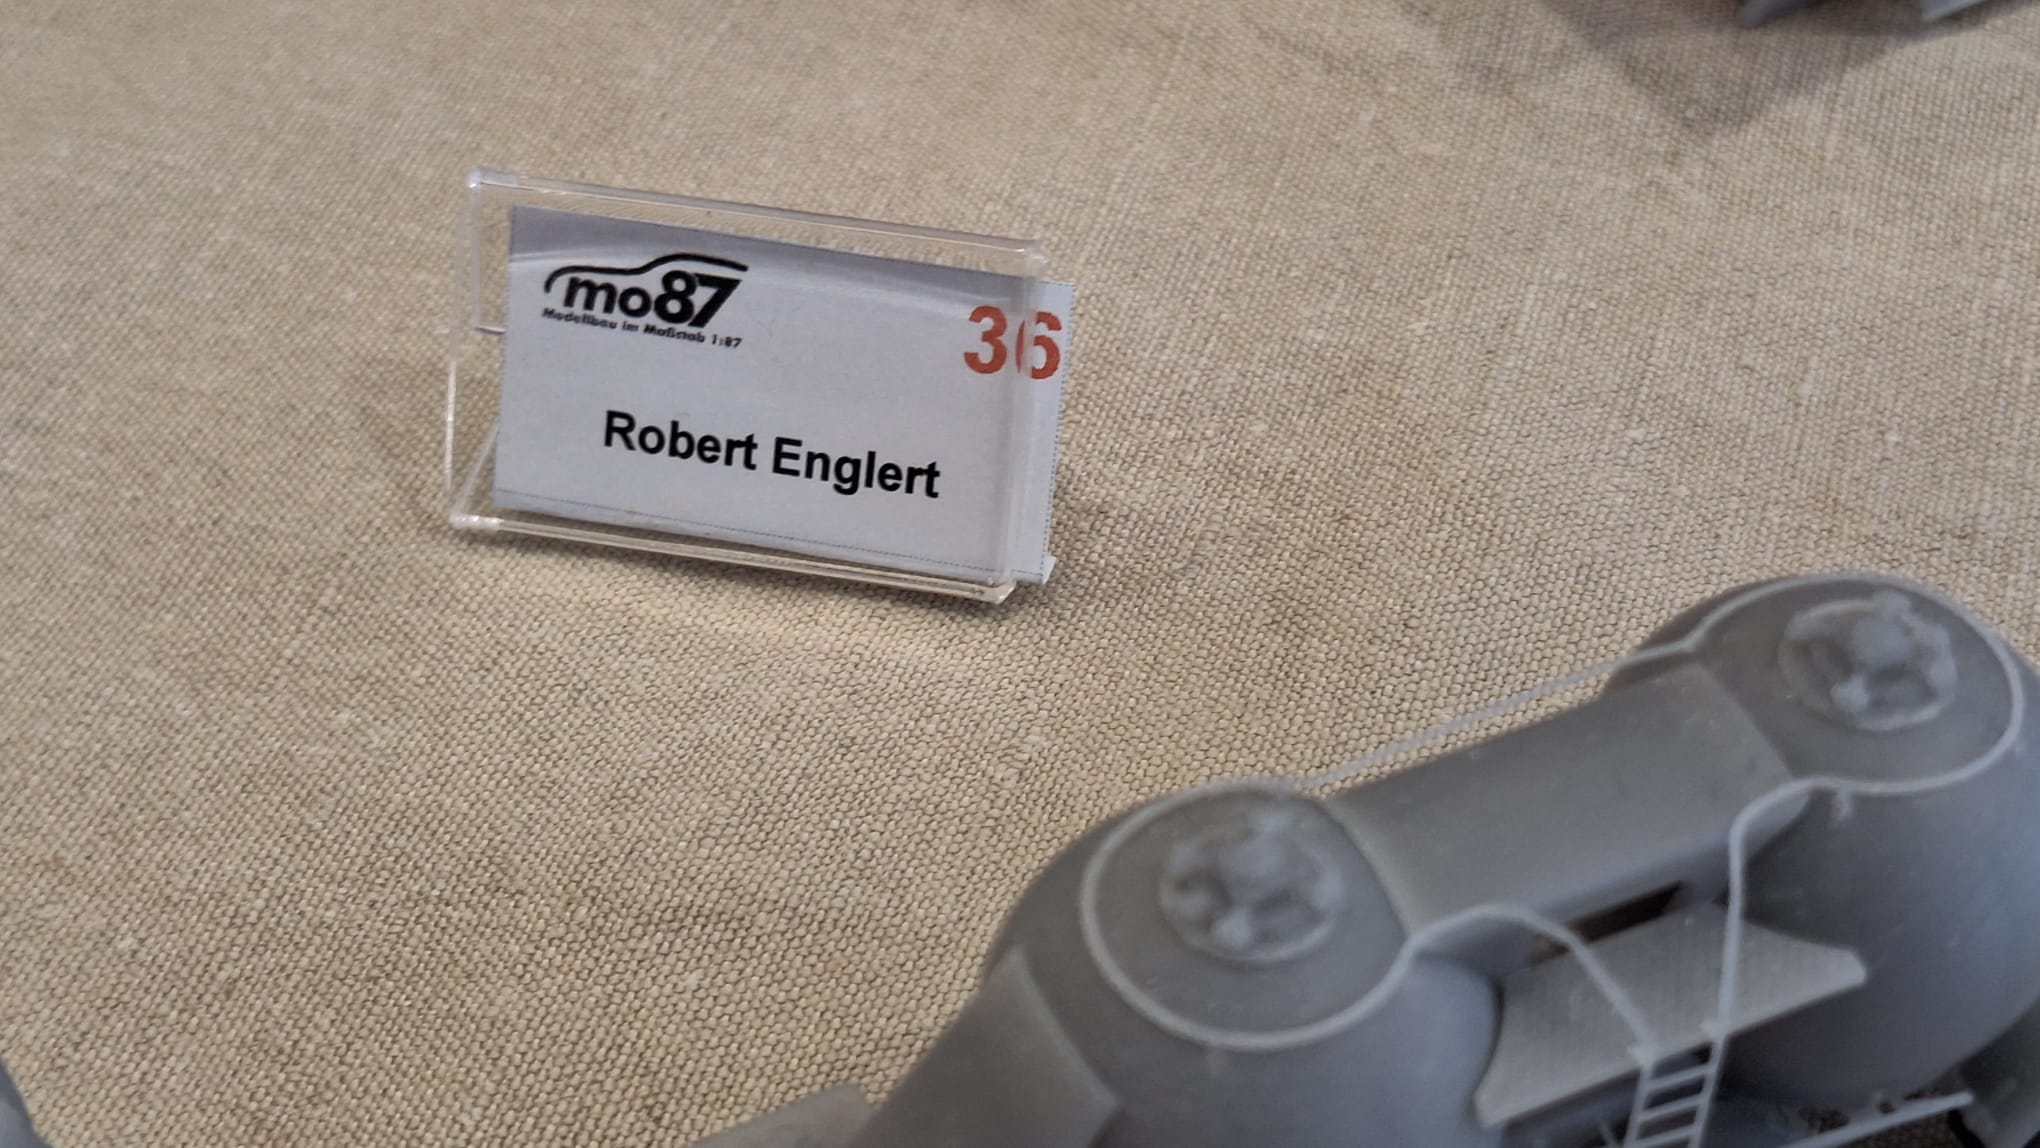 mo87
Modellbau im Maßstab 1:87
36
Robert Englert